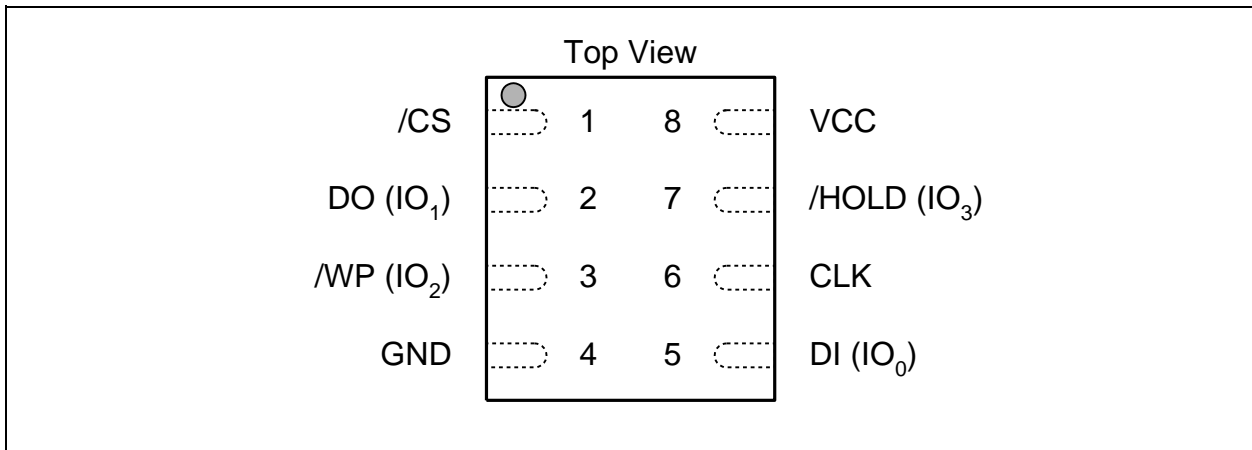 Top View
/CS 1 8 VCC
DO (IO₁) 2 7 /HOLD (IO₃)
/WP (IO₂) 3 6 CLK
GND 4 5 DI (IO₀)